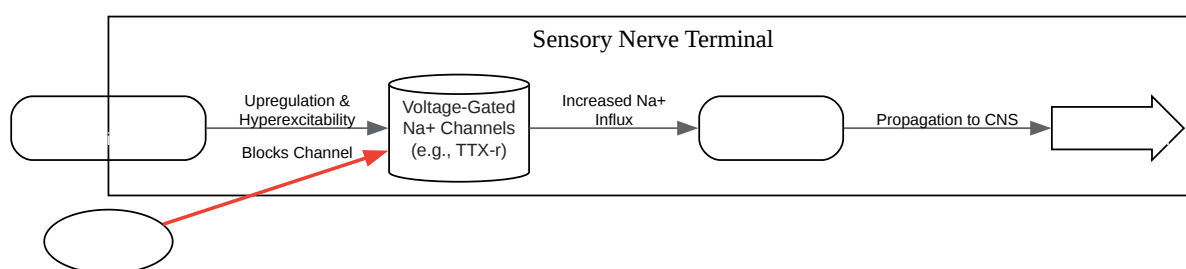 Sensory Nerve Terminal
Upregulation &
Hyperexcitability
Voltage-Gated
Na+ Channels
(e.g., TTX-r)
Increased Na+
Influx
Propagation to CNS
Blocks Channel